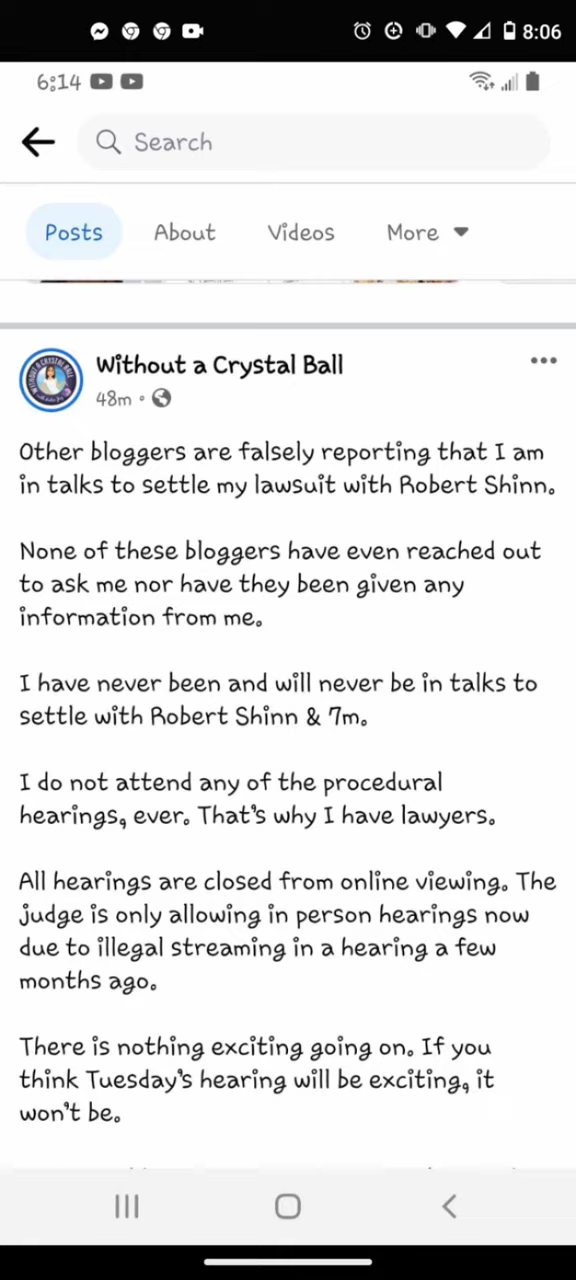 8:06
6:14
Search
Posts About Videos More
Without a Crystal Ball
48m
Other bloggers are falsely reporting that I am
in talks to settle my lawsuit with Robert Shinn.
None of these bloggers have even reached out
to ask me nor have they been given any
information from me.
I have never been and will never be in talks to
settle with Robert Shinn & 7m.
I do not attend any of the procedural
hearings, ever. That's why I have lawyers.
All hearings are closed from online viewing. The
judge is only allowing in person hearings now
due to illegal streaming in a hearing a few
months ago.
There is nothing exciting going on. If you
think Tuesday's hearing will be exciting, it
won't be.